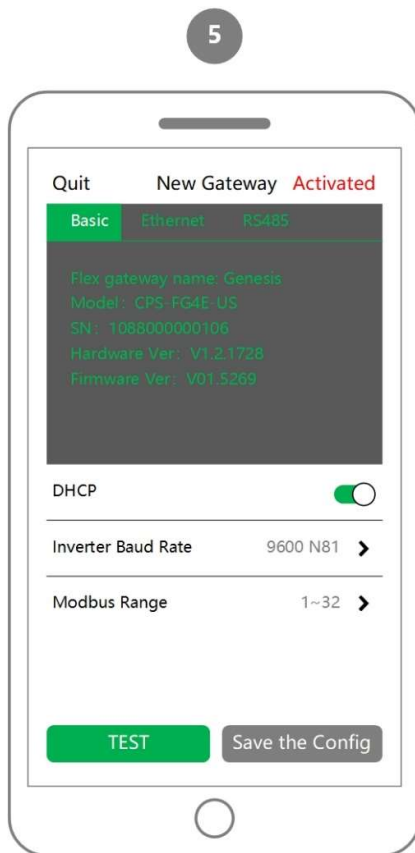 5
Quit New Gateway Activated
Basic Ethernet RS485
Flex gateway name: Genesis
Model: CPS-FG4E-US
SN: 1088000000106
Hardware Ver: V1.2.1728
Firmware Ver: V01.5269
DHCP
Inverter Baud Rate 9600 N81
Modbus Range 1~32
TEST Save the Config